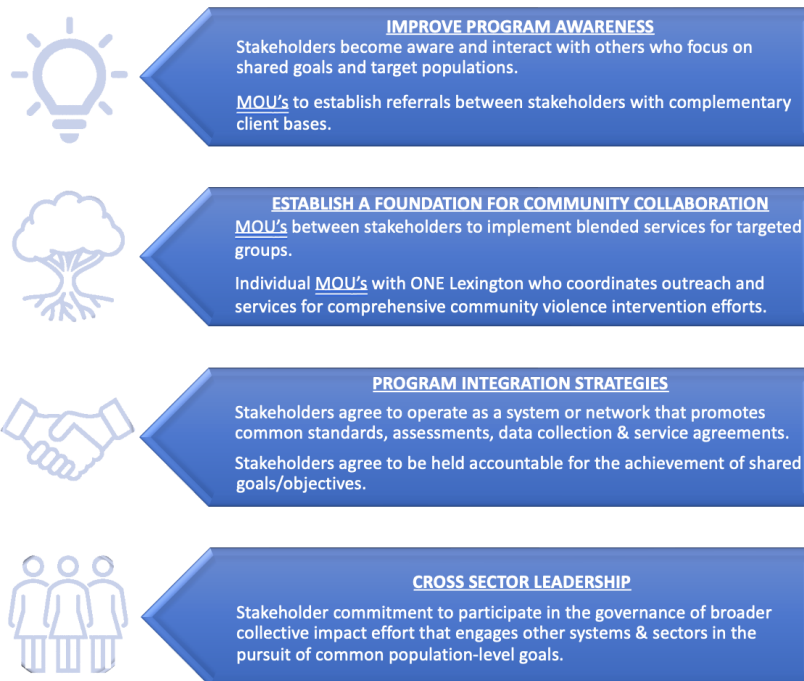 IMPROVE PROGRAM AWARENESS
Stakeholders become aware and interact with others who focus on
shared goals and target populations.
MOU's to establish referrals between stakeholders with complementary
client bases.
ESTABLISH A FOUNDATION FOR COMMUNITY COLLABORATION
MOU's between stakeholders to implement blended services for targeted
groups.
Individual MOU's with ONE Lexington who coordinates outreach and
services for comprehensive community violence intervention efforts.
PROGRAM INTEGRATION STRATEGIES
Stakeholders agree to operate as a system or network that promotes
common standards, assessments, data collection & service agreements.
Stakeholders agree to be held accountable for the achievement of shared
goals/objectives.
CROSS SECTOR LEADERSHIP
Stakeholder commitment to participate in the governance of broader
collective impact effort that engages other systems & sectors in the
pursuit of common population-level goals.